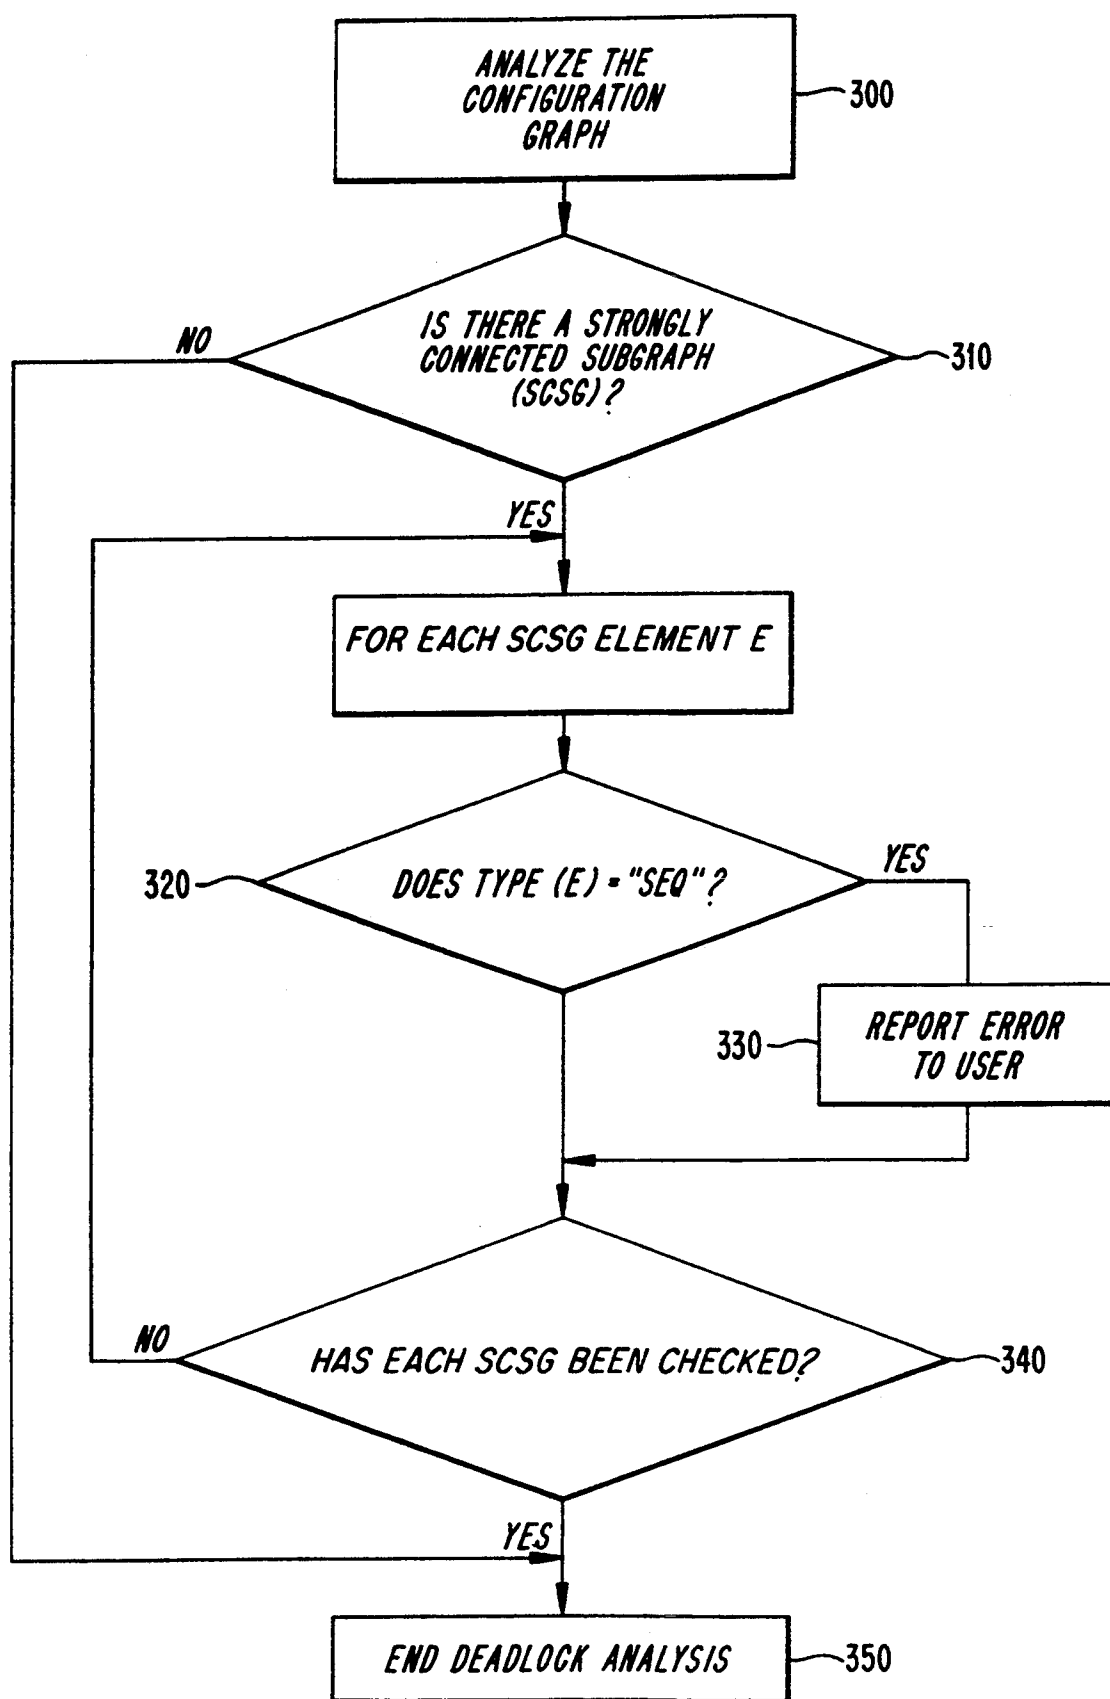 ANALYZE THE
CONFIGURATION
GRAPH
300
IS THERE A STRONGLY
CONNECTED SUBGRAPH
(SCSG)?
310
NO
YES
FOR EACH SCSG ELEMENT E
320
DOES TYPE (E) = "SEQ"?
YES
330
REPORT ERROR
TO USER
NO
HAS EACH SCSG BEEN CHECKED?
340
YES
END DEADLOCK ANALYSIS
350